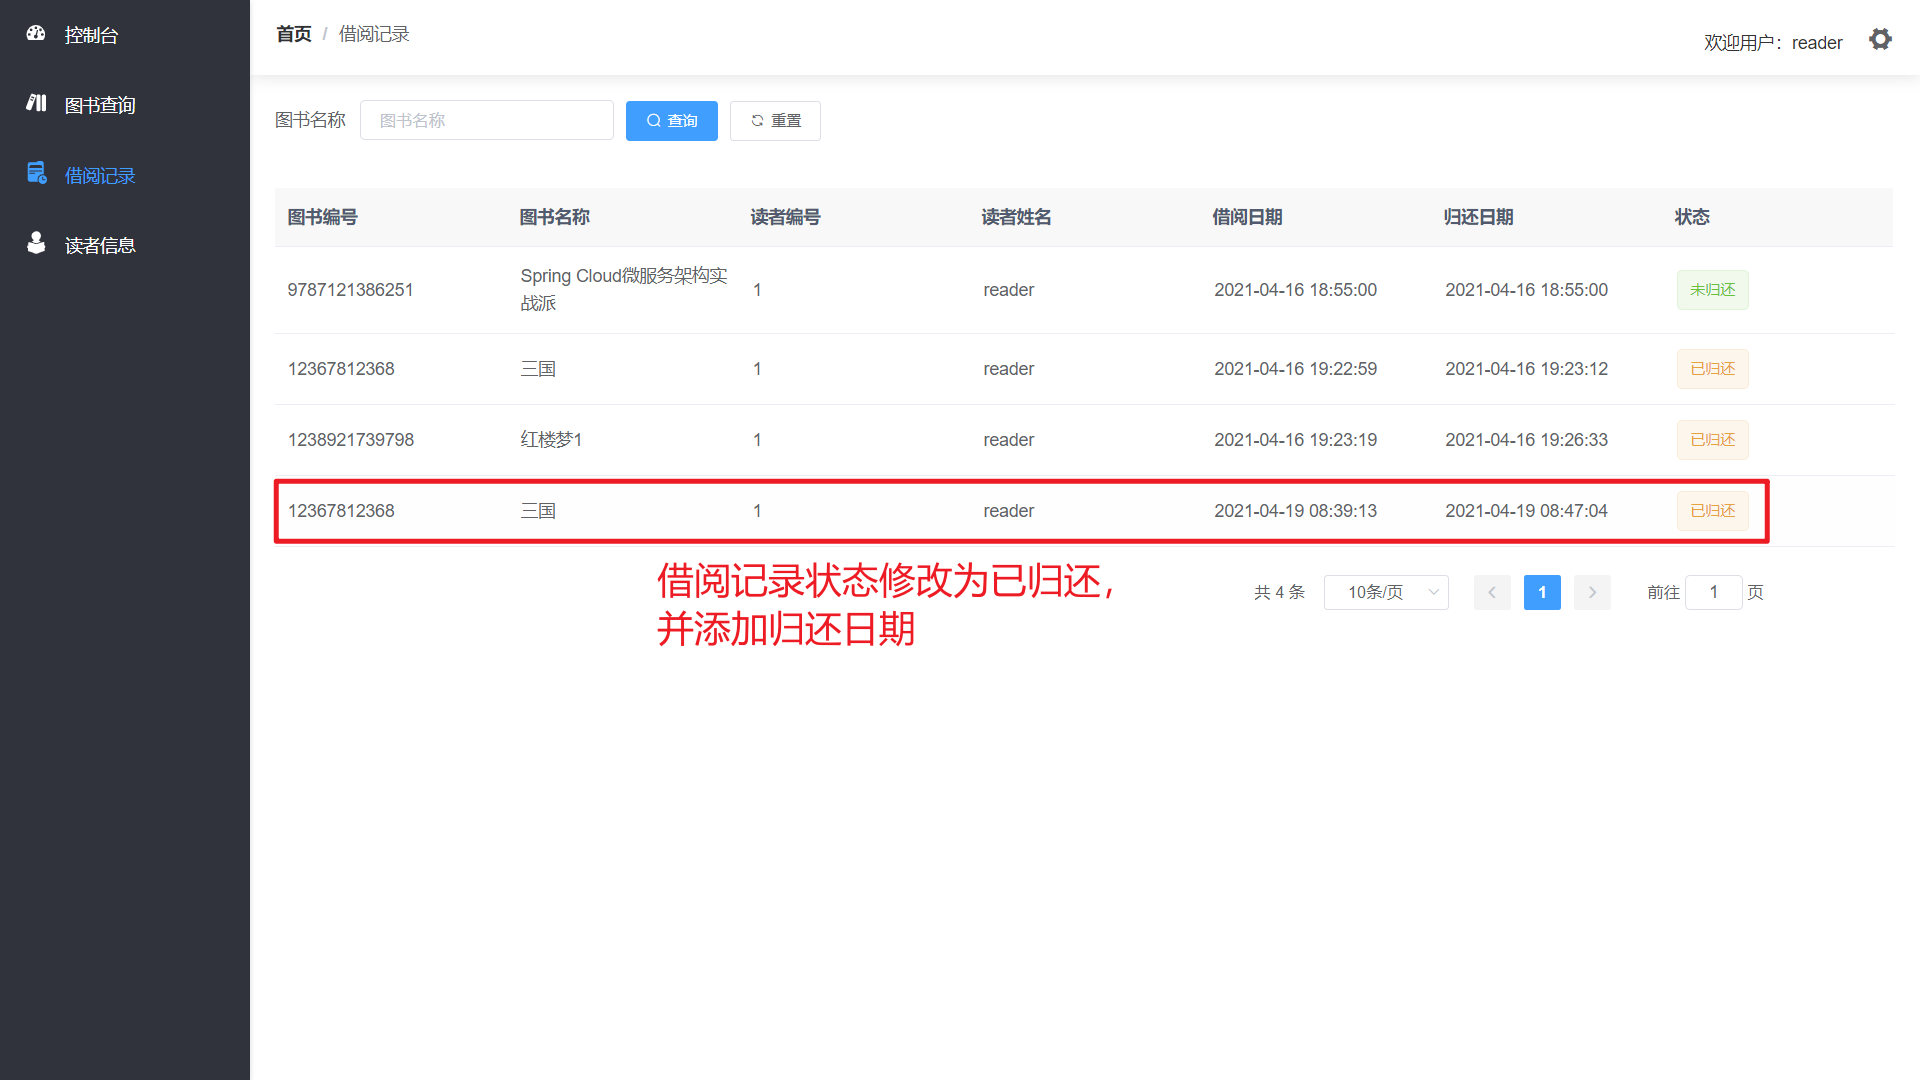 控制台
图书查询
借阅记录
读者信息
首页 / 借阅记录
欢迎用户：reader
图书名称 图书名称 查询 重置
图书编号 图书名称 读者编号 读者姓名 借阅日期 归还日期 状态
9787121386251 Spring Cloud微服务架构实 1 reader 2021-04-16 18:55:00 2021-04-16 18:55:00 未归还
战派
12367812368 三国 1 reader 2021-04-16 19:22:59 2021-04-16 19:23:12 已归还
1238921739798 红楼梦1 1 reader 2021-04-16 19:23:19 2021-04-16 19:26:33 已归还
12367812368 三国 1 reader 2021-04-19 08:39:13 2021-04-19 08:47:04 已归还
借阅记录状态修改为已归还，
并添加归还日期
共 4 条 10条/页 1 前往 1 页